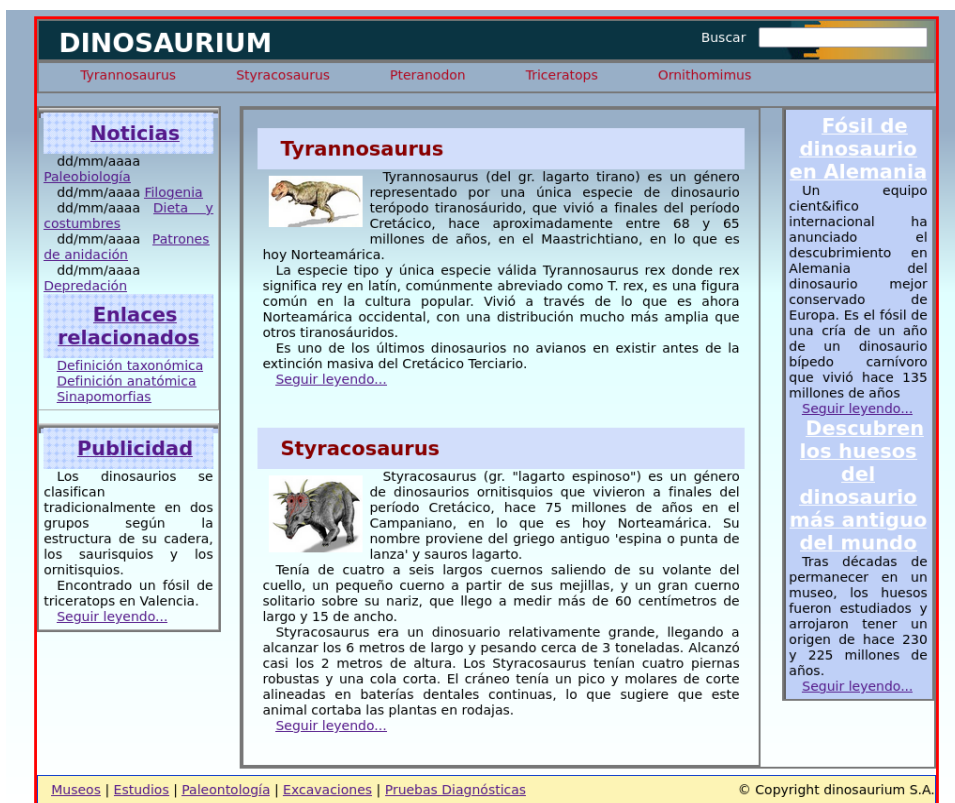 DINOSAURIUM
Buscar
Tyrannosaurus Styracosaurus Pteranodon Triceratops Ornithomimus
Noticias
dd/mm/aaaa
Paleobiología
dd/mm/aaaa Filogenia
dd/mm/aaaa Dieta y
costumbres
dd/mm/aaaa Patrones
de anidación
dd/mm/aaaa
Depredación
Enlaces
relacionados
Definición taxonómica
Definición anatómica
Sinapomorfias
Publicidad
Los dinosaurios se
clasifican
tradicionalmente en dos
grupos según la
estructura de su cadera,
los saurisquios y los
ornitisquios.
Encontrado un fósil de
triceratops en Valencia.
Seguir leyendo...
Tyrannosaurus
Tyrannosaurus (del gr. lagarto tirano) es un género
representado por una única especie de dinosaurio
terópodo tiranosáurido, que vivió a finales del período
Cretácico, hace aproximadamente entre 68 y 65
millones de años, en el Maastrichtiano, en lo que es
hoy Norteamárica.
La especie tipo y única especie válida Tyrannosaurus rex donde rex
significa rey en latín, comúnmente abreviado como T. rex, es una figura
común en la cultura popular. Vivió a través de lo que es ahora
Norteamárica occidental, con una distribución mucho más amplia que
otros tiranosáuridos.
Es uno de los últimos dinosaurios no avianos en existir antes de la
extinción masiva del Cretácico Terciario.
Seguir leyendo...
Styracosaurus
Styracosaurus (gr. "lagarto espinoso") es un género
de dinosaurios ornitisquios que vivieron a finales del
período Cretácico, hace 75 millones de años en el
Campaniano, en lo que es hoy Norteamárica. Su
nombre proviene del griego antiguo 'espina o punta de
lanza' y sauros lagarto.
Tenía de cuatro a seis largos cuernos saliendo de su volante del
cuello, un pequeño cuerno a partir de sus mejillas, y un gran cuerno
solitario sobre su nariz, que llego a medir más de 60 centímetros de
largo y 15 de ancho.
Styracosaurus era un dinosuario relativamente grande, llegando a
alcanzar los 6 metros de largo y pesando cerca de 3 toneladas. Alcanzó
casi los 2 metros de altura. Los Styracosaurus tenían cuatro piernas
robustas y una cola corta. El cráneo tenía un pico y molares de corte
alineadas en baterías dentales continuas, lo que sugiere que este
animal cortaba las plantas en rodajas.
Seguir leyendo...
Fósil de
dinosaurio
en Alemania
Un equipo
cient&ifico
internacional ha
anunciado el
descubrimiento en
Alemania del
dinosaurio mejor
conservado de
Europa. Es el fósil de
una cría de un año
de un dinosaurio
bípedo carnívoro
que vivió hace 135
millones de años
Seguir leyendo...
Descubren
los huesos
del
dinosaurio
más antiguo
del mundo
Tras décadas de
permanecer en un
museo, los huesos
fueron estudiados y
arrojaron tener un
origen de hace 230
y 225 millones de
años.
Seguir leyendo...
Museos | Estudios | Paleontología | Excavaciones | Pruebas Diagnósticas © Copyright dinosaurium S.A.